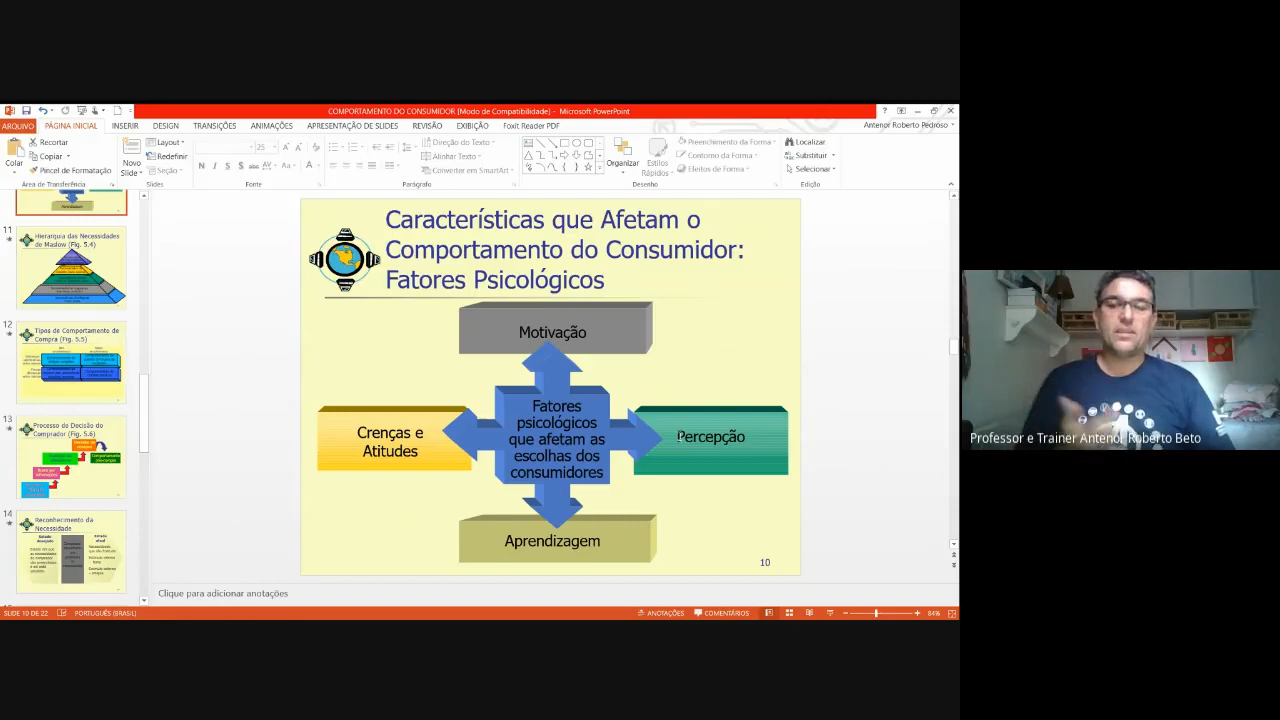 COMPORTAMENTO DO CONSUMIDOR [Modo de Compatibilidade] - Microsoft PowerPoint
ARQUIVO PÁGINA INICIAL INSERIR DESIGN TRANSIÇÕES ANIMAÇÕES APRESENTAÇÃO DE SLIDES REVISÃO EXIBIÇÃO Foxit Reader PDF
Antenor Roberto Pedroso
Colar
Recortar
Copiar
Pincel de Formatação
Área de Transferência
Novo
Slide
Layout
Redefinir
Seção
Slides
25
N I S S abc AV Aa A
Fonte
Direção do Texto
Alinhar Texto
Converter em SmartArt
Parágrafo
Organizar
Estilos
Rápidos
Preenchimento da Forma
Contorno da Forma
Efeitos de Forma
Desenho
Localizar
Substituir
Selecionar
Edição
Aprendizagem
11
Hierarquia das Necessidades
de Maslow (Fig. 5.4)
12
Tipos de Comportamento de
Compra (Fig. 5.5)
13
Processo de Decisão do
Comprador (Fig. 5.6)
14
Reconhecimento da
Necessidade
Características que Afetam o
Comportamento do Consumidor:
Fatores Psicológicos
Motivação
Crenças e
Atitudes
Fatores
psicológicos
que afetam as
escolhas dos
consumidores
Percepção
Aprendizagem
10
Clique para adicionar anotações
SLIDE 10 DE 22 PORTUGUÊS (BRASIL) ANOTAÇÕES COMENTÁRIOS 84%
Professor e Trainer Antenor Roberto Beto